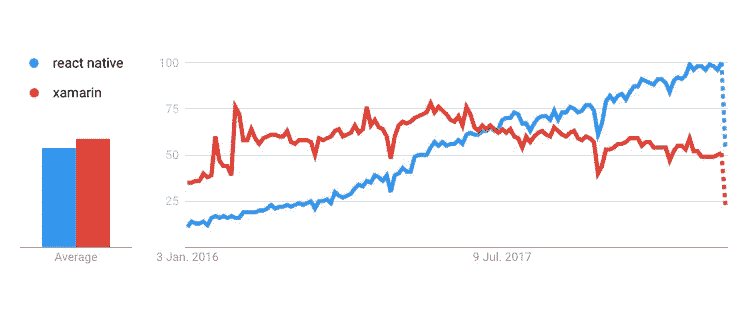 react native
xamarin
100
75
50
25
Average
3 Jan. 2016
9 Jul. 2017